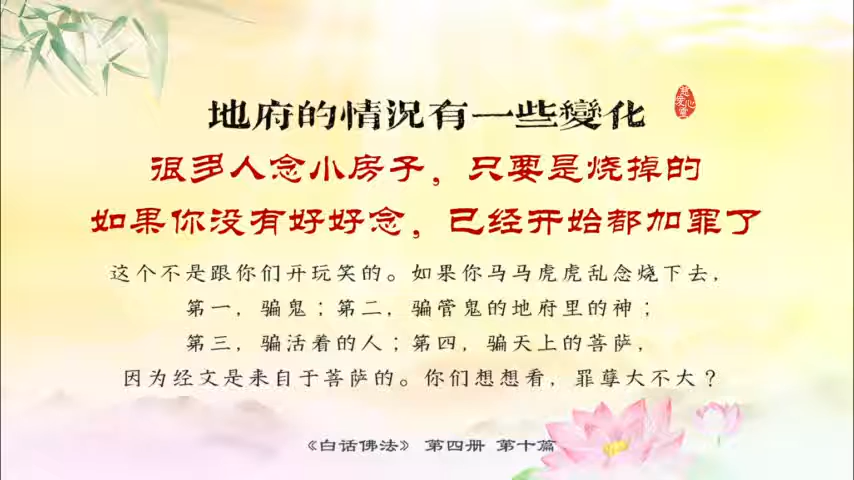 地府的情況有一些變化
很多人念小房子，只要是烧掉的
如果你没有好好念，已经开始都加罪了
这个不是跟你们开玩笑的。如果你马马虎虎乱念烧下去，
第一，骗鬼；第二，骗管鬼的地府里的神；
第三，骗活着的人；第四，骗天上的菩萨，
因为经文是来自于菩萨的。你们想想看，罪孽大不大？
《白话佛法》 第四册 第十篇